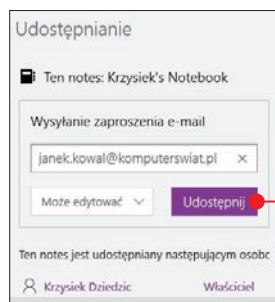 Udostępnianie
Ten notes: Krzysiek's Notebook
Wysyłanie zaproszenia e-mail
janek.kowal@komputerswiat.pl ×
Może edytować Udostępnij
Ten notes jest udostępniany następującym osobc
Krzysiek Dziedzic Właściciel